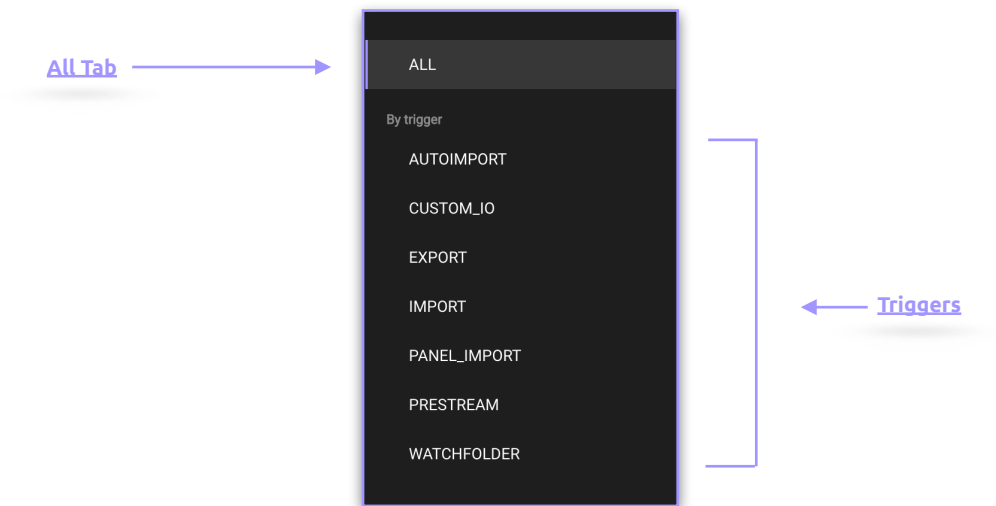 All Tab
ALL
By trigger
AUTOIMPORT
CUSTOM_IO
EXPORT
IMPORT
Triggers
PANEL_IMPORT
PRESTREAM
WATCHFOLDER